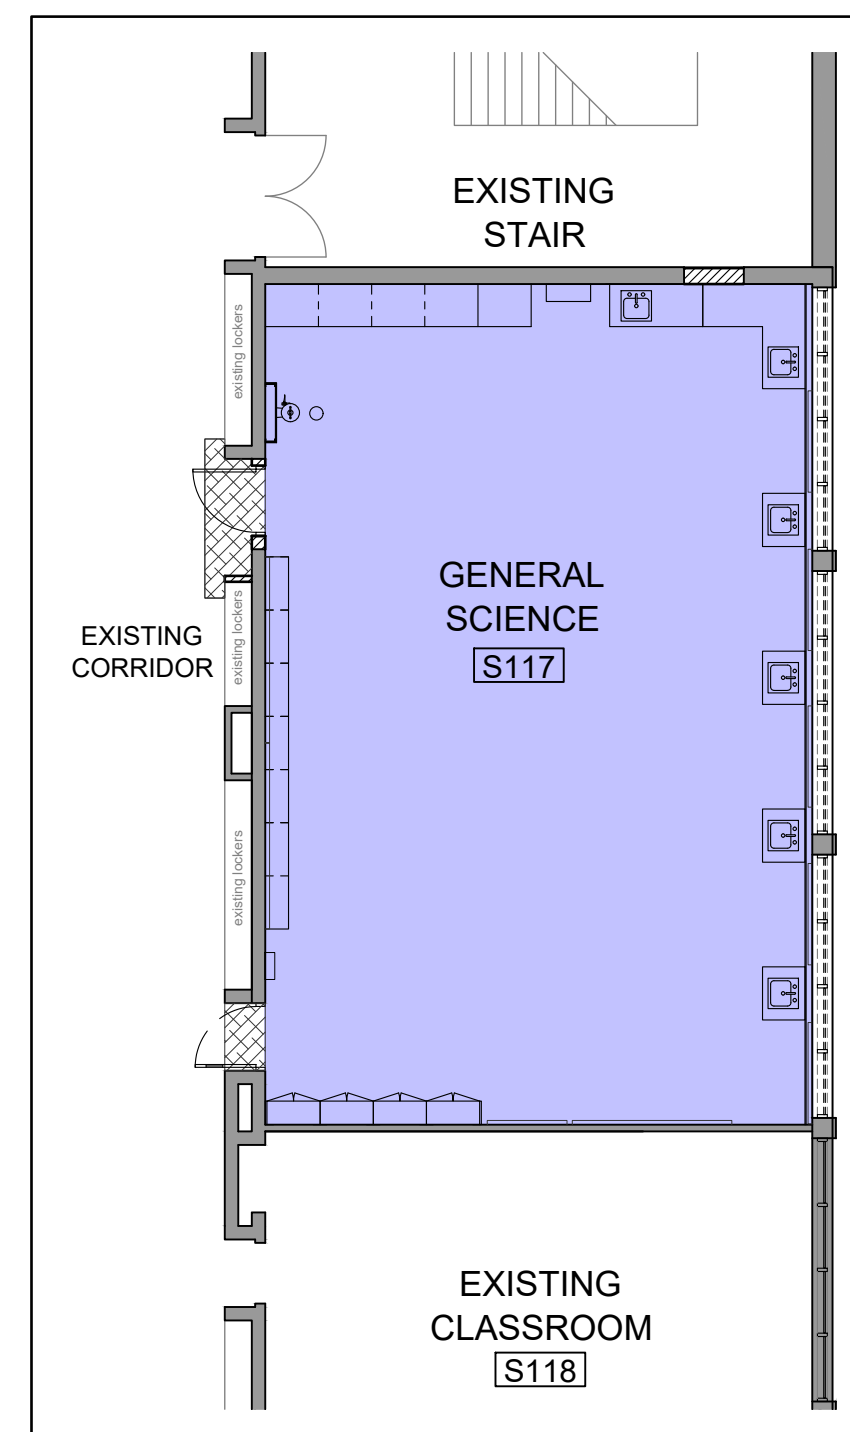 EXISTING
STAIR
existing lockers
GENERAL
SCIENCE
S117
existing lockers
EXISTING
CORRIDOR
existing lockers
EXISTING
CLASSROOM
S118